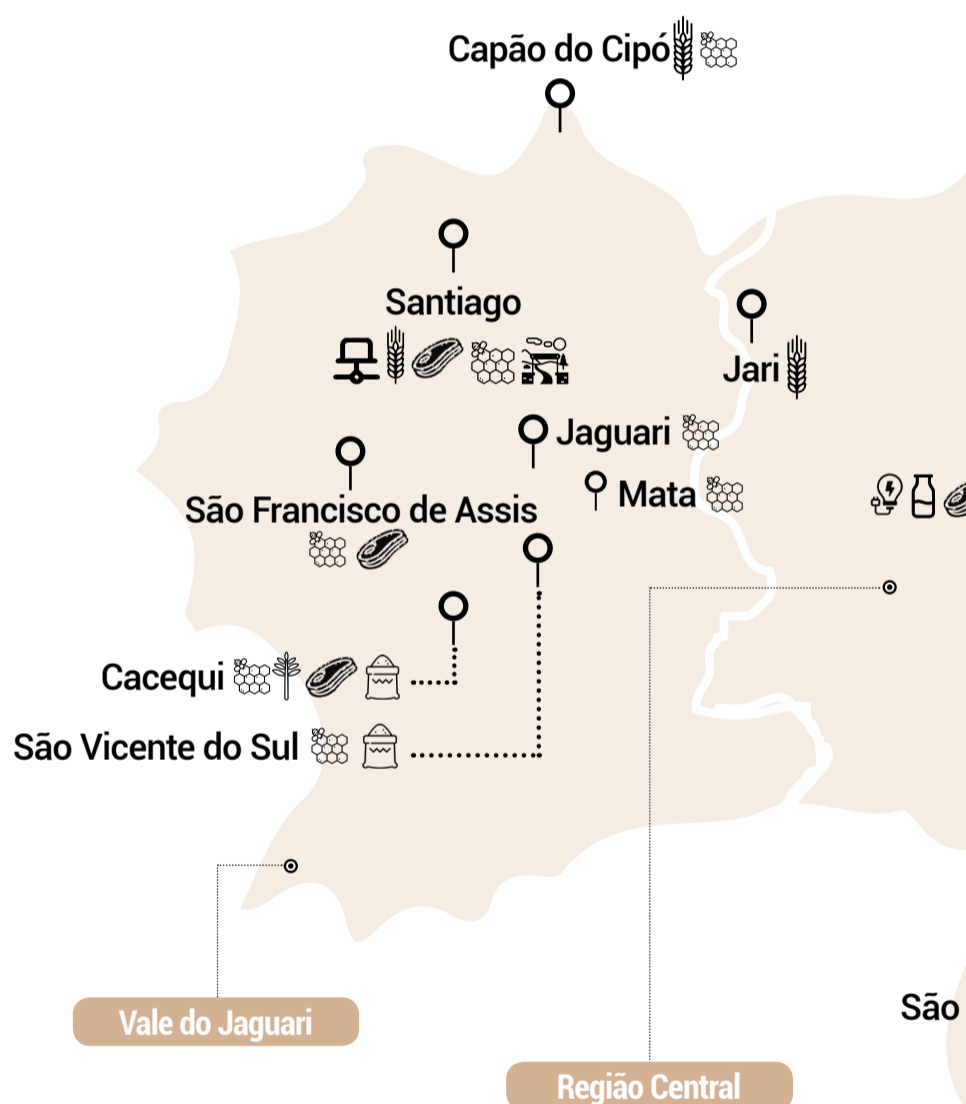 Capão do Cipó
Santiago
Jari
Jaguari
Mata
São Francisco de Assis
Cacequi
São Vicente do Sul
São
Vale do Jaguari
Região Central